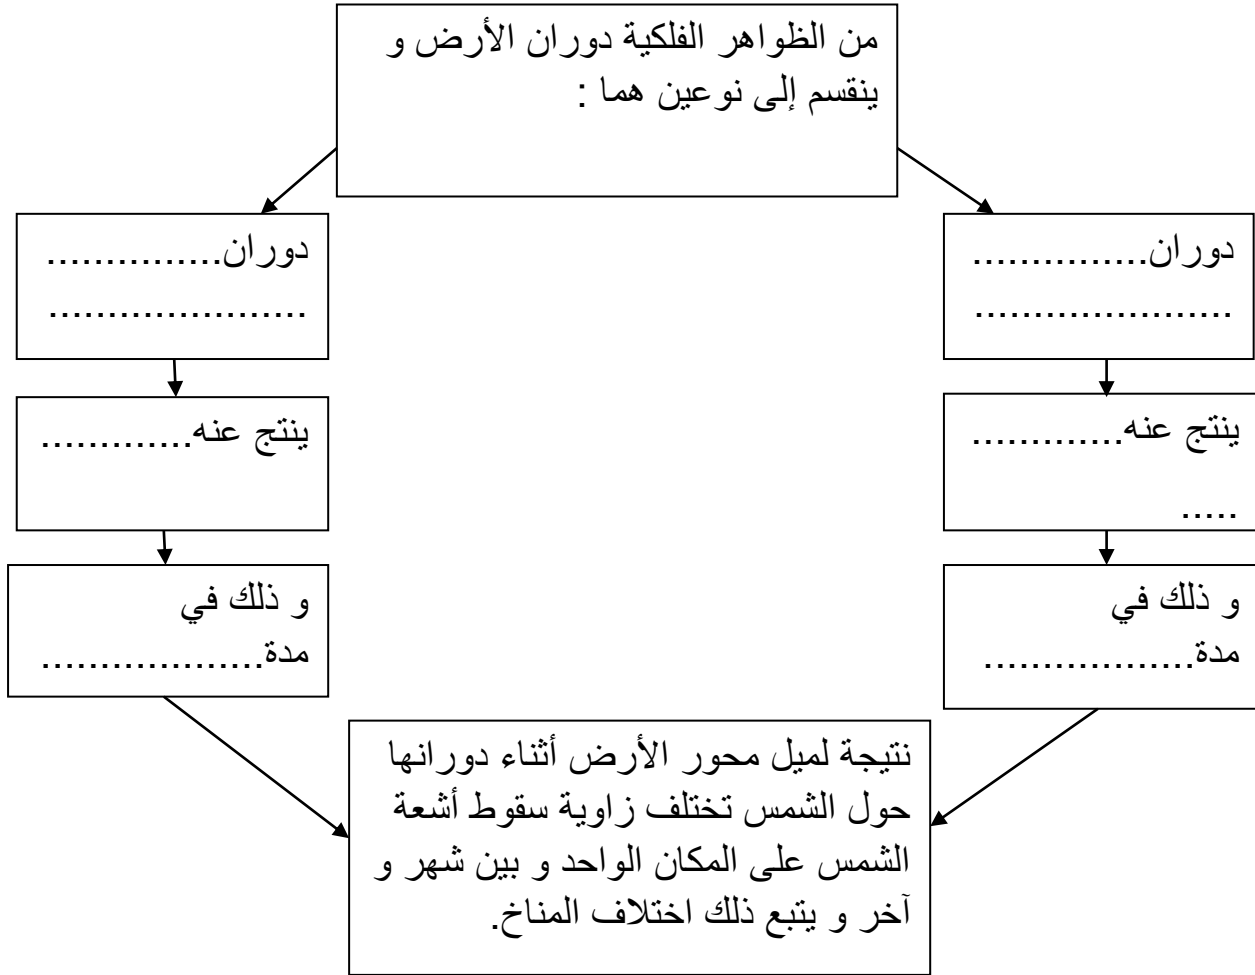 من الظواهر الفلكية دوران الأرض و
ينقسم إلى نوعين هما :
دوران...............
......................
ينتج عنه.............
.....
و ذلك في
مدة..................
دوران...............
......................
ينتج عنه.............
و ذلك في
مدة...................
نتيجة لميل محور الأرض أثناء دورانها
حول الشمس تختلف زاوية سقوط أشعة
الشمس على المكان الواحد و بين شهر و
آخر و يتبع ذلك اختلاف المناخ.